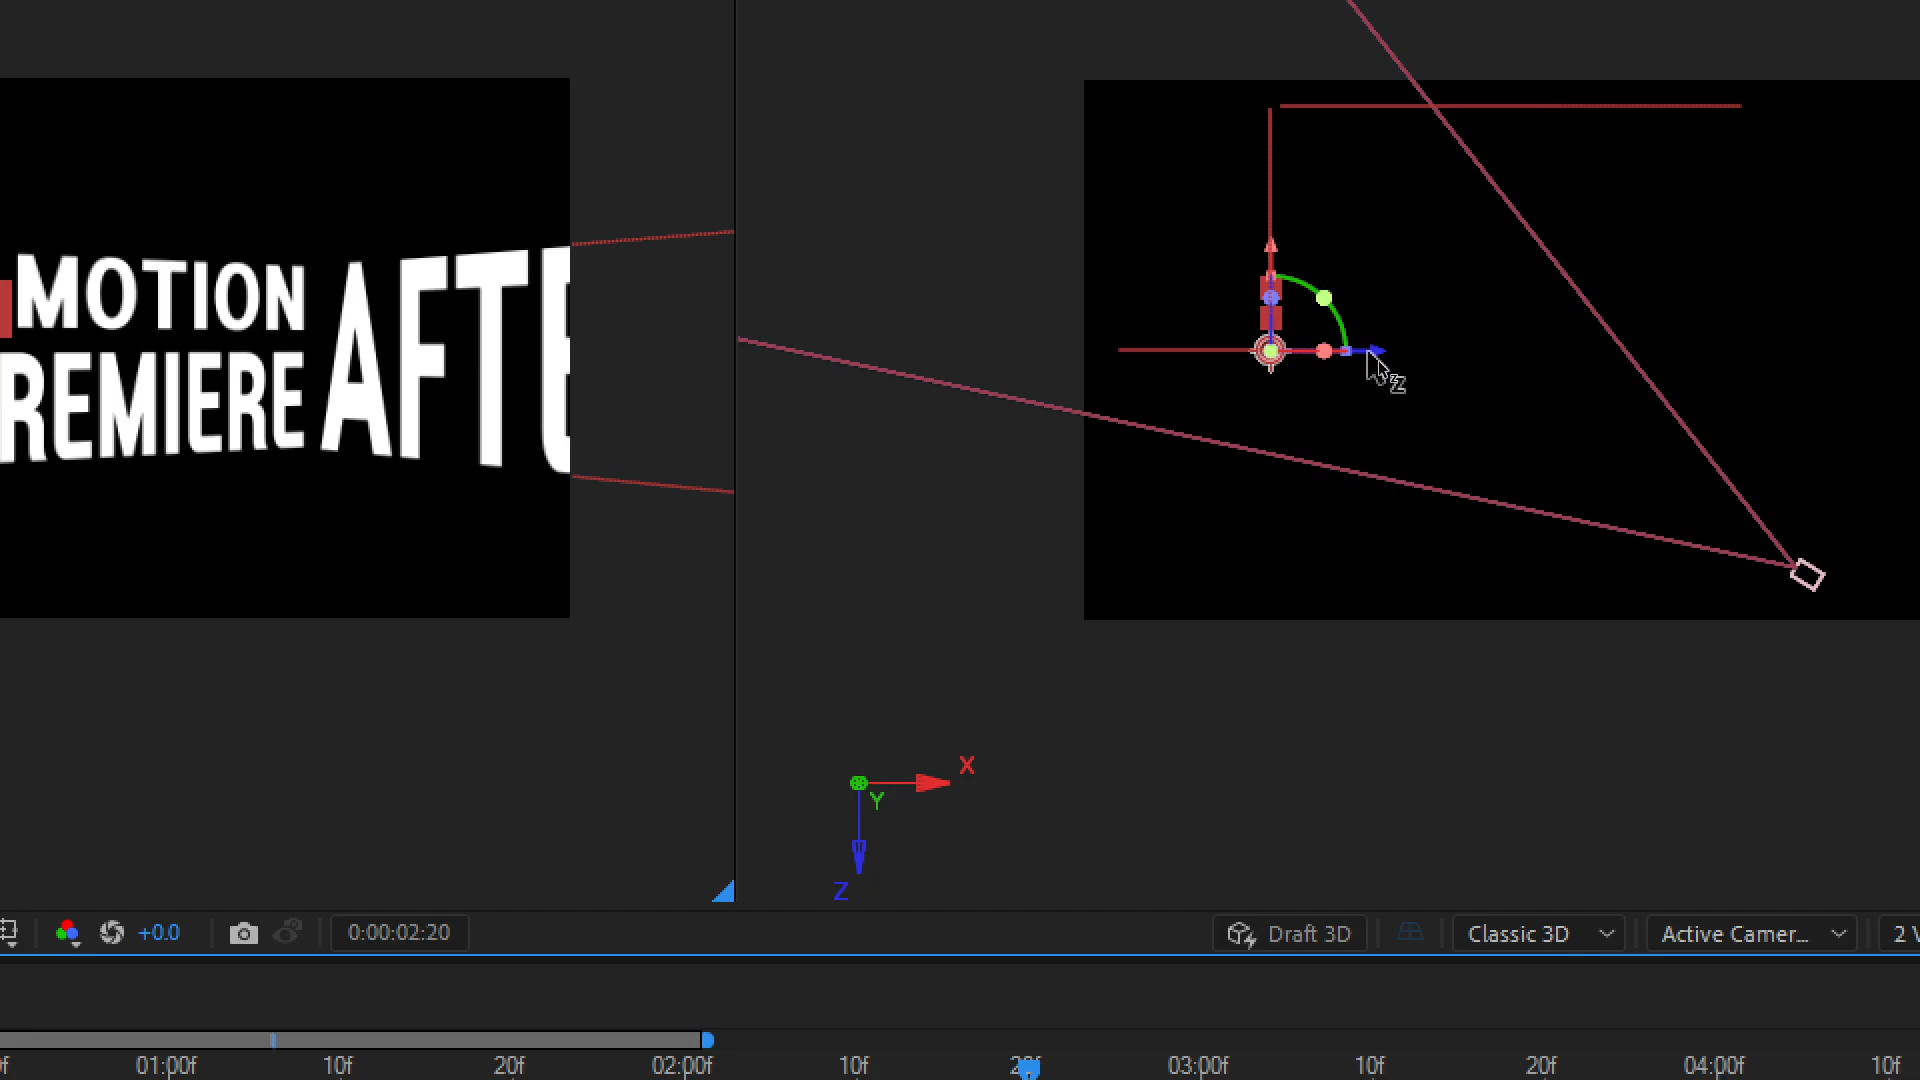 MOTION
REMIERE AFTE
X
Y
Z
Z
+0.0 0:00:02:20 Draft 3D Classic 3D Active Camer... 2 V
f 01:00f 10f 20f 02:00f 10f 20f 03:00f 10f 20f 04:00f 10f